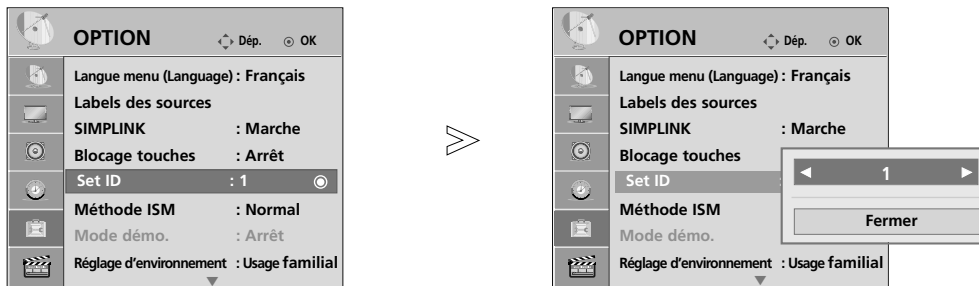 OPTION Dép. OK
Langue menu (Language) : Français
Labels des sources
SIMPLINK : Marche
Blocage touches : Arrêt
Set ID : 1
Méthode ISM : Normal
Mode démo. : Arrêt
Réglage d'environnement : Usage familial
OPTION Dép. OK
Langue menu (Language) : Français
Labels des sources
SIMPLINK : Marche
Blocage touches
Set ID :
1
Méthode ISM
Fermer
Mode démo.
Réglage d'environnement : Usage familial